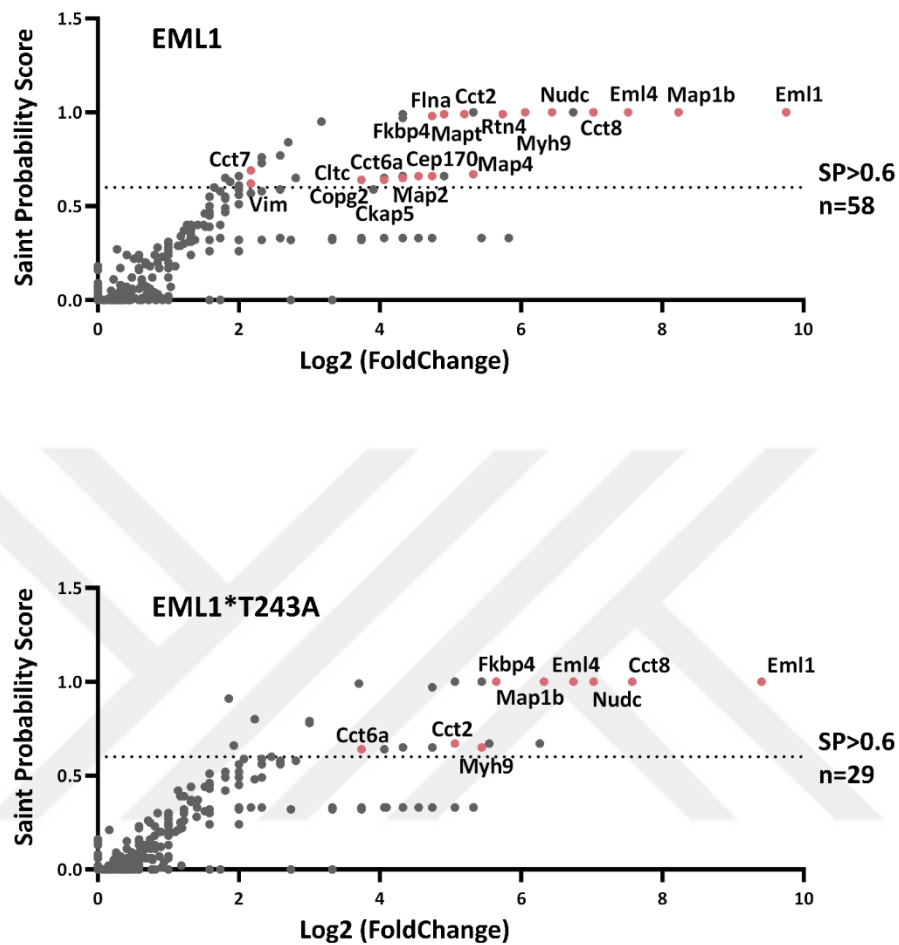 EML1
Saint Probability Score
1.5
1.0
0.5
0.0
Flna Cct2 Nudc Eml4 Map1b Eml1
Fkbp4 Mapt Rtn4 Myh9 Cct8
Cct7 Cct6a Cep170 Map4
Cltc
Vim Copg2 Map2
Ckap5
SP>0.6
n=58
0 2 4 6 8 10
Log2 (FoldChange)
EML1*T243A
Saint Probability Score
1.5
1.0
0.5
0.0
Fkbp4 Eml4 Cct8 Eml1
Map1b Nudc
Cct6a Cct2
Myh9
SP>0.6
n=29
0 2 4 6 8 10
Log2 (FoldChange)